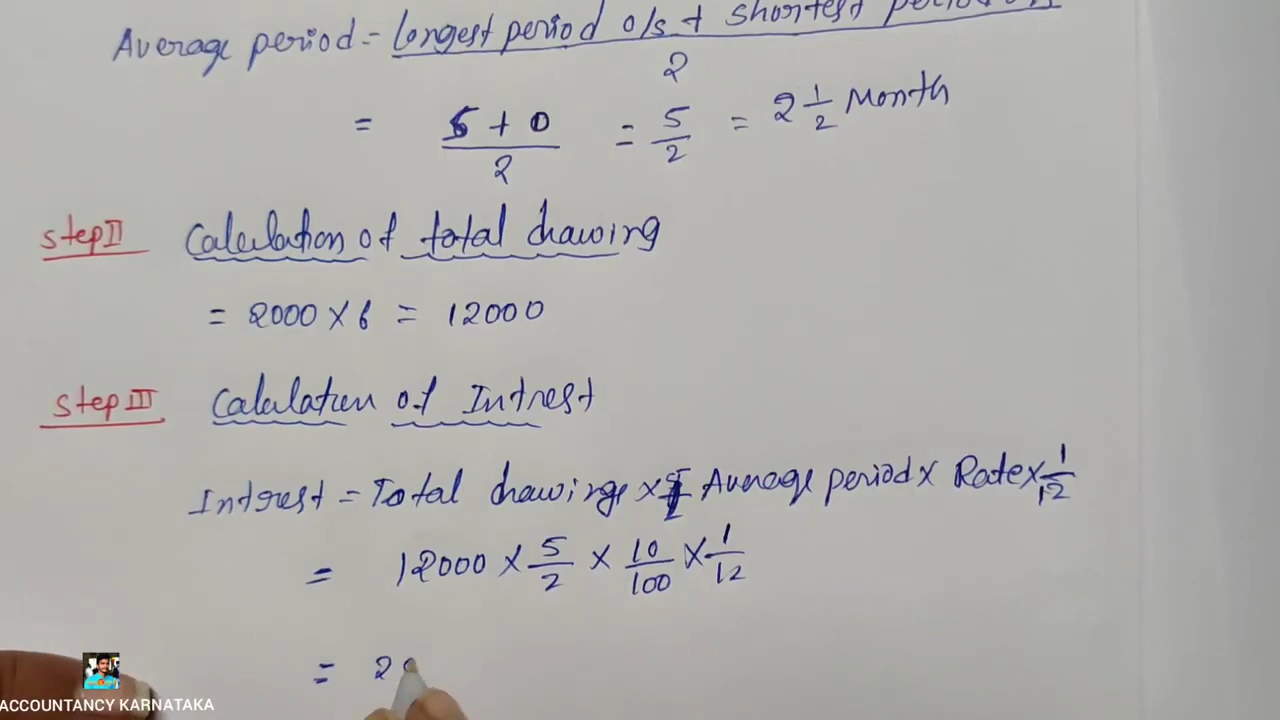 Average period = longest period o/s + shortest
2
= 5 + 0 / 2 = 5/2 = 2 1/2 Month
Step II Calculation of total drawing
= 2000 × 6 = 12000
Step III Calculation of Intrest
Intrest = Total drawings × Average period × Rate × 1/12
= 12000 × 5/2 × 10/100 × 1/12
= 2
ACCOUNTANCY KARNATAKA